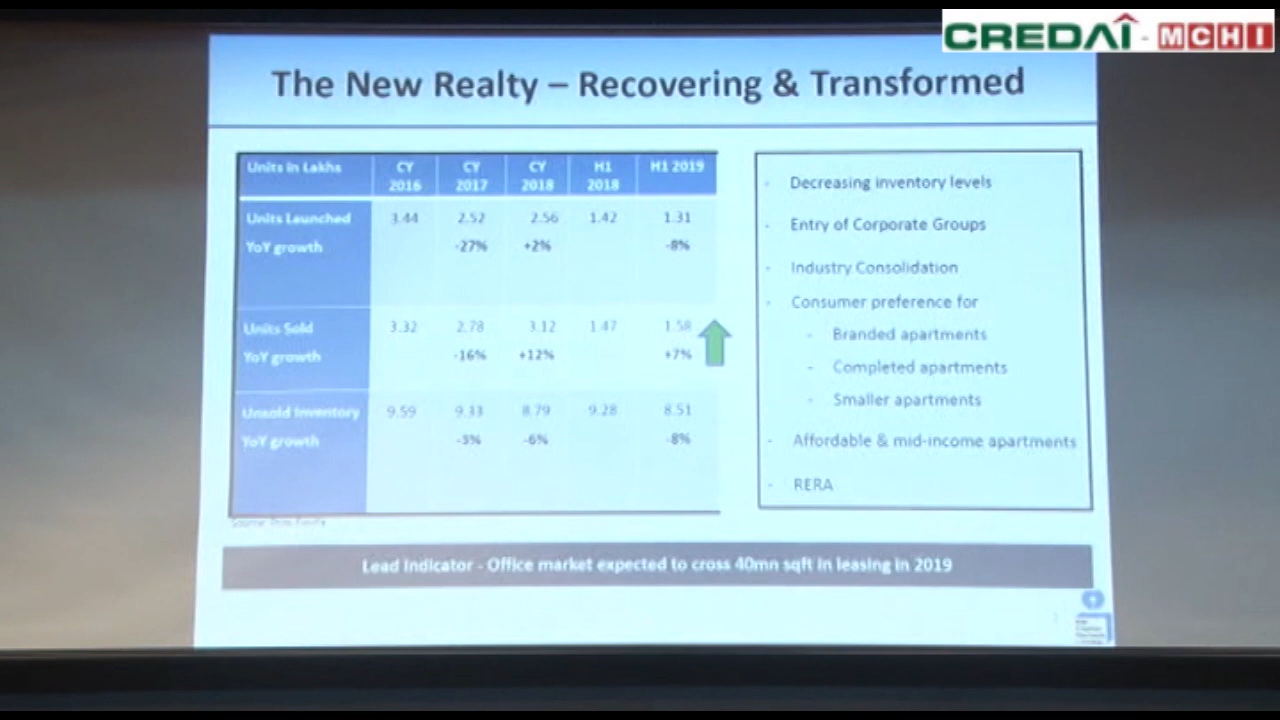 CREDAI - MCHI
The New Realty – Recovering & Transformed
Units in Lakhs CY 2016 CY 2017 CY 2018 H1 2018 H1 2019
Units Launched 3.44 2.52 2.56 1.42 1.31
YoY growth -27% +2% -8%
Units Sold 3.32 2.78 3.12 1.47 1.58
YoY growth -16% +12% +7%
Unsold Inventory 9.59 9.33 8.79 9.28 8.51
YoY growth -3% -6% -8%
- Decreasing inventory levels
- Entry of Corporate Groups
- Industry Consolidation
- Consumer preference for
- Branded apartments
- Completed apartments
- Smaller apartments
- Affordable & mid-income apartments
- RERA
Source: Prop Equity
Lead Indicator - Office market expected to cross 40mn sqft in leasing in 2019